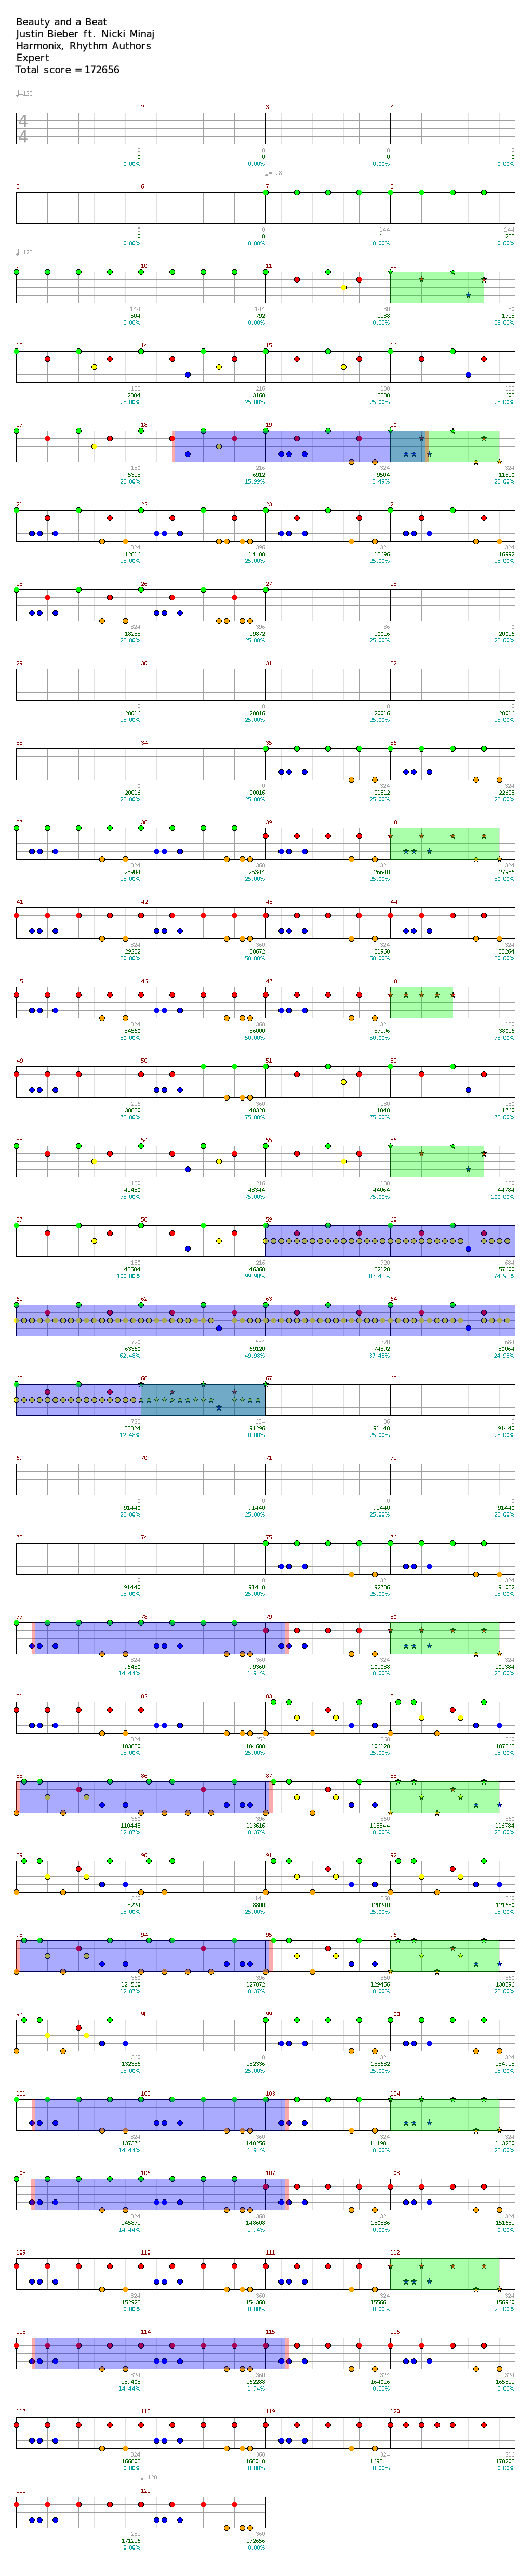 Beauty and a Beat
Justin Bieber ft. Nicki Minaj
Harmonix, Rhythm Authors
Expert
Total score = 172656
♩=128
1 2 3 4
4
4
0 0 0 0
0 0 0 0
0.00% 0.00% 0.00% 0.00%
♩=128
5 6 7 8
0 0 144 144
0 0 144 288
0.00% 0.00% 0.00% 0.00%
♩=128
9 10 11 12
144 144 180 180
504 792 1188 1728
0.00% 0.00% 0.00% 25.00%
13 14 15 16
180 216 180 180
2304 3168 3888 4608
25.00% 25.00% 25.00% 25.00%
17 18 19 20
180 216 324 324
5328 6912 9504 11520
25.00% 15.99% 3.49% 25.00%
21 22 23 24
324 396 324 324
12816 14400 15696 16992
25.00% 25.00% 25.00% 25.00%
25 26 27 28
324 396 36 0
18288 19872 20016 20016
25.00% 25.00% 25.00% 25.00%
29 30 31 32
0 0 0 0
20016 20016 20016 20016
25.00% 25.00% 25.00% 25.00%
33 34 35 36
0 0 324 324
20016 20016 21312 22608
25.00% 25.00% 25.00% 25.00%
37 38 39 40
324 360 324 324
23904 25344 26640 27936
25.00% 25.00% 25.00% 50.00%
41 42 43 44
324 360 324 324
29232 30672 31968 33264
50.00% 50.00% 50.00% 50.00%
45 46 47 48
324 360 324 180
34560 36000 37296 38016
50.00% 50.00% 50.00% 75.00%
49 50 51 52
216 360 180 180
38880 40320 41040 41760
75.00% 75.00% 75.00% 75.00%
53 54 55 56
180 216 180 180
42480 43344 44064 44784
75.00% 75.00% 75.00% 100.00%
57 58 59 60
180 216 720 684
45504 46368 52128 57600
100.00% 99.98% 87.48% 74.98%
61 62 63 64
720 684 720 684
63360 69120 74592 80064
62.48% 49.98% 37.48% 24.98%
65 66 67 68
720 684 36 0
85824 91296 91440 91440
12.48% 0.00% 25.00% 25.00%
69 70 71 72
0 0 0 0
91440 91440 91440 91440
25.00% 25.00% 25.00% 25.00%
73 74 75 76
0 0 324 324
91440 91440 92736 94032
25.00% 25.00% 25.00% 25.00%
77 78 79 80
324 360 324 324
96480 99360 101088 102384
14.44% 1.94% 0.00% 25.00%
81 82 83 84
324 252 360 360
103680 104688 106128 107568
25.00% 25.00% 25.00% 25.00%
85 86 87 88
360 396 360 360
110448 113616 115344 116784
12.87% 0.37% 0.00% 25.00%
89 90 91 92
360 144 360 360
118224 118800 120240 121680
25.00% 25.00% 25.00% 25.00%
93 94 95 96
360 396 360 360
124560 127872 129456 130896
12.87% 0.37% 0.00% 25.00%
97 98 99 100
360 0 324 324
132336 132336 133632 134928
25.00% 25.00% 25.00% 25.00%
101 102 103 104
324 360 324 324
137376 140256 141984 143280
14.44% 1.94% 0.00% 25.00%
105 106 107 108
324 360 324 324
145872 148608 150336 151632
14.44% 1.94% 0.00% 0.00%
109 110 111 112
324 360 324 324
152928 154368 155664 156960
0.00% 0.00% 0.00% 25.00%
113 114 115 116
324 360 324 324
159408 162288 164016 165312
14.44% 1.94% 0.00% 0.00%
117 118 119 120
324 360 324 216
166608 168048 169344 170208
0.00% 0.00% 0.00% 0.00%
♩=128
121 122
252 360
171216 172656
0.00% 0.00%